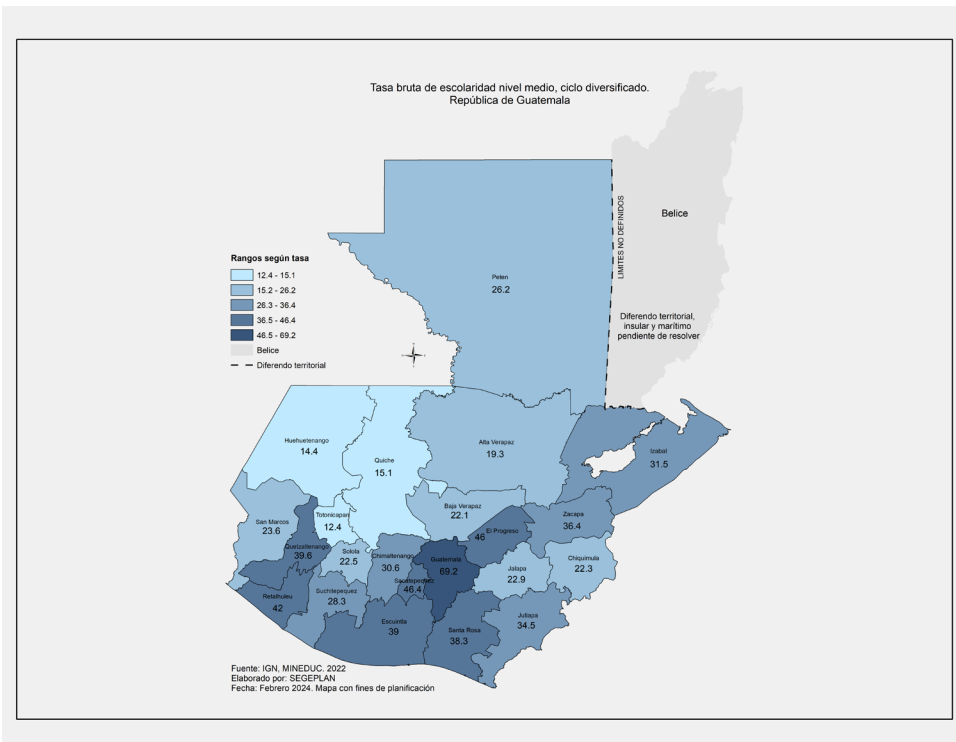 Tasa bruta de escolaridad nivel medio, ciclo diversificado.
República de Guatemala
Belice
LIMITES NO DEFINIDOS
Diferendo territorial,
insular y marítimo
pendiente de resolver
Rangos según tasa
12.4 - 15.1
15.2 - 26.2
26.3 - 36.4
36.5 - 46.4
46.5 - 69.2
Belice
Diferendo territorial
Peten
26.2
Huehuetenango
14.4
Quiche
15.1
Alta Verapaz
19.3
Izabal
31.5
San Marcos
23.6
Totonicapan
12.4
Baja Verapaz
22.1
Zacapa
36.4
El Progreso
46
Quetzaltenango
39.6
Solola
22.5
Chimaltenango
30.6
Guatemala
69.2
Jalapa
22.9
Chiquimula
22.3
Sacatepequez
46.4
Retalhuleu
42
Suchitepequez
28.3
Escuintla
39
Santa Rosa
38.3
Jutiapa
34.5
Fuente: IGN, MINEDUC. 2022
Elaborado por: SEGEPLAN
Fecha: Febrero 2024. Mapa con fines de planificación